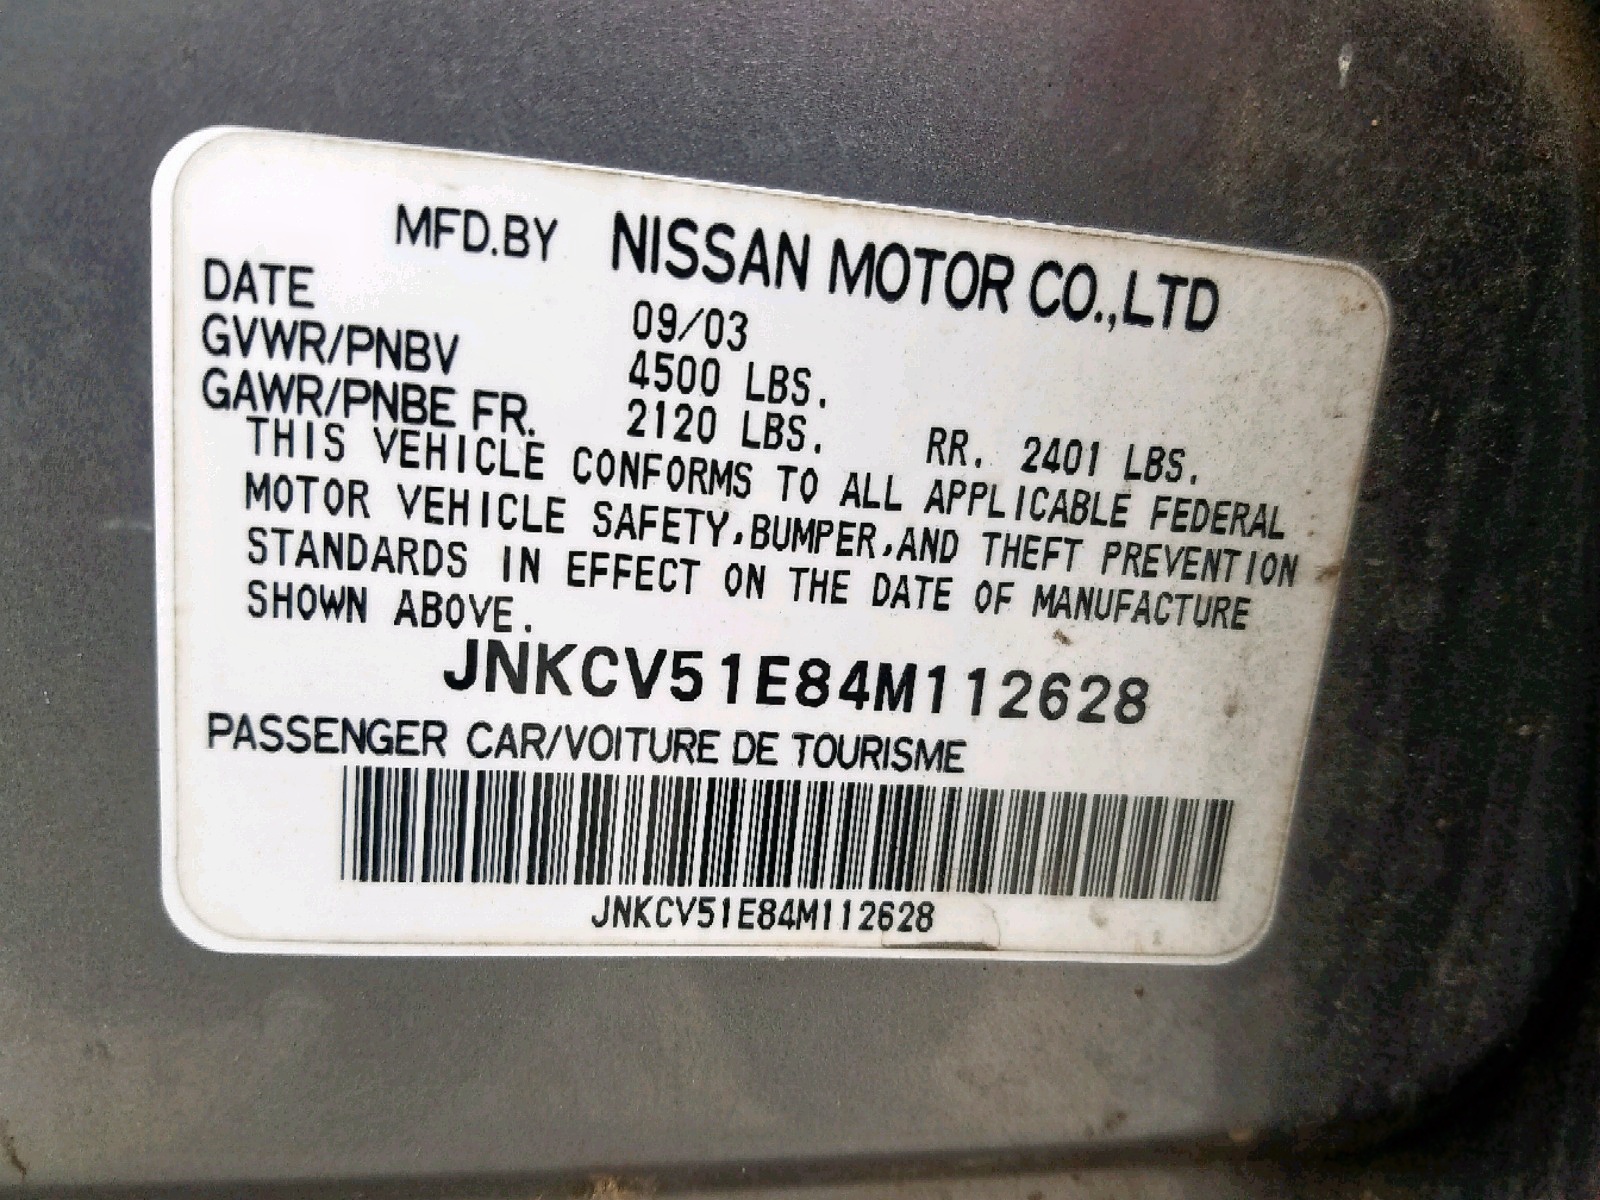 MFD.BY NISSAN MOTOR CO.,LTD
DATE 09/03
GVWR/PNBV 4500 LBS.
GAWR/PNBE FR. 2120 LBS. RR. 2401 LBS.
THIS VEHICLE CONFORMS TO ALL APPLICABLE FEDERAL
MOTOR VEHICLE SAFETY,BUMPER,AND THEFT PREVENTION
STANDARDS IN EFFECT ON THE DATE OF MANUFACTURE
SHOWN ABOVE.
JNKCV51E84M112628
PASSENGER CAR/VOITURE DE TOURISME
JNKCV51E84M112628